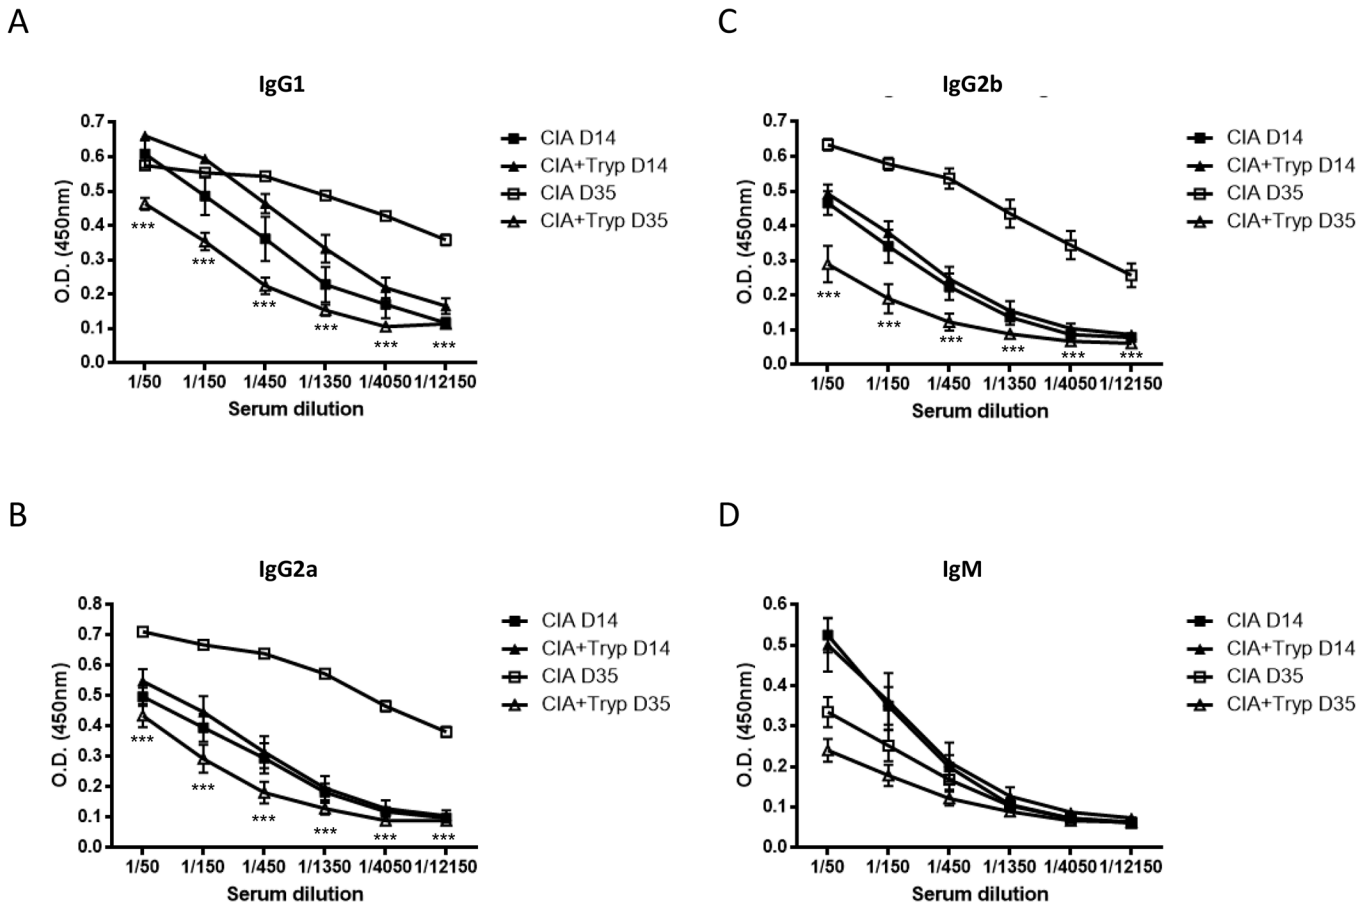 A
IgG1
0.7
0.6
0.5
0.4
0.3
0.2
0.1
0.0
O.D. (450nm)
***
***
***
***
***
***
1/50 1/150 1/450 1/1350 1/4050 1/12150
Serum dilution
CIA D14
CIA+Tryp D14
CIA D35
CIA+Tryp D35
C
IgG2b
0.7
0.6
0.5
0.4
0.3
0.2
0.1
0.0
O.D. (450nm)
***
***
***
***
***
***
1/50 1/150 1/450 1/1350 1/4050 1/12150
Serum dilution
CIA D14
CIA+Tryp D14
CIA D35
CIA+Tryp D35
B
IgG2a
0.8
0.7
0.6
0.5
0.4
0.3
0.2
0.1
0.0
O.D. (450nm)
***
***
***
***
***
***
1/50 1/150 1/450 1/1350 1/4050 1/12150
Serum dilution
CIA D14
CIA+Tryp D14
CIA D35
CIA+Tryp D35
D
IgM
0.6
0.5
0.4
0.3
0.2
0.1
0.0
O.D. (450nm)
1/50 1/150 1/450 1/1350 1/4050 1/12150
Serum dilution
CIA D14
CIA+Tryp D14
CIA D35
CIA+Tryp D35